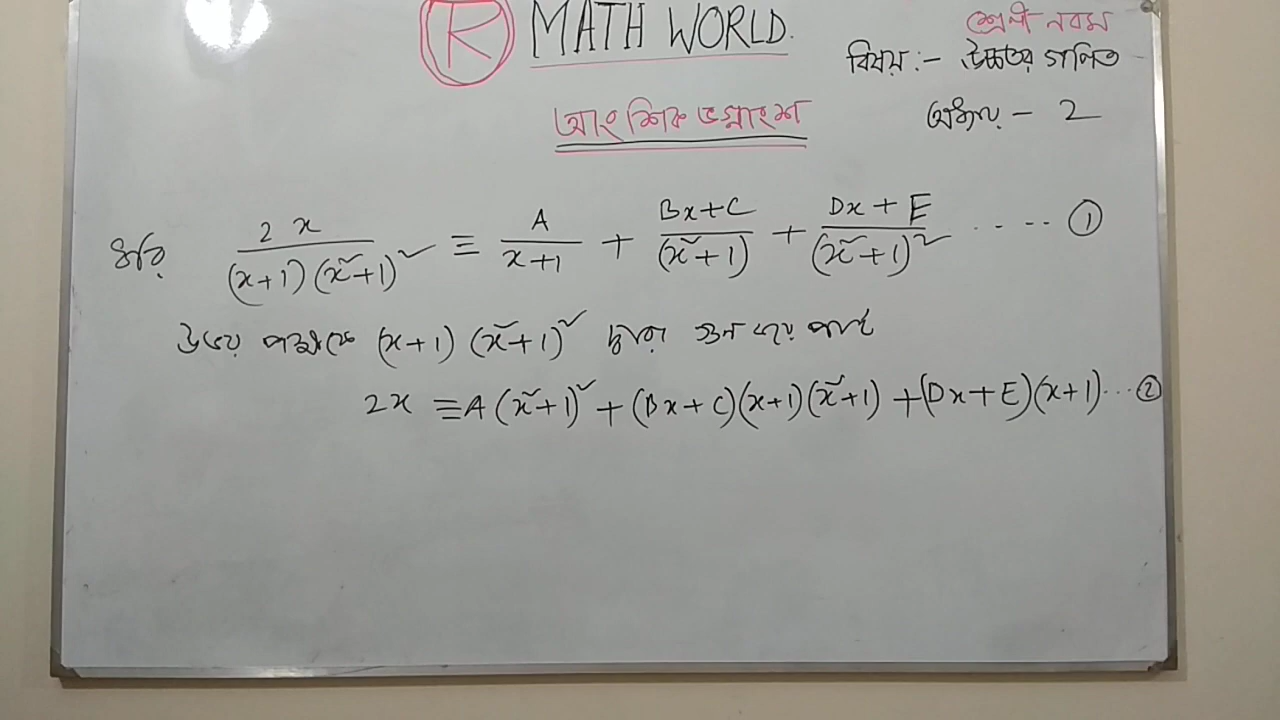 R MATH WORLD.
শ্রেণী নবম
বিষয় :- উচ্চতর গণিত
আংশিক ভগ্নাংশ
অধ্যায় - 2
ধরি, 2x/(x+1)(x²+1)² ≡ A/(x+1) + (Bx+C)/(x²+1) + (Dx+E)/(x²+1)² ..... ①
উভয় পক্ষকে (x+1)(x²+1)² দ্বারা গুন করে পাই
2x ≡ A(x²+1)² + (Bx+C)(x+1)(x²+1) + (Dx+E)(x+1) ... ②